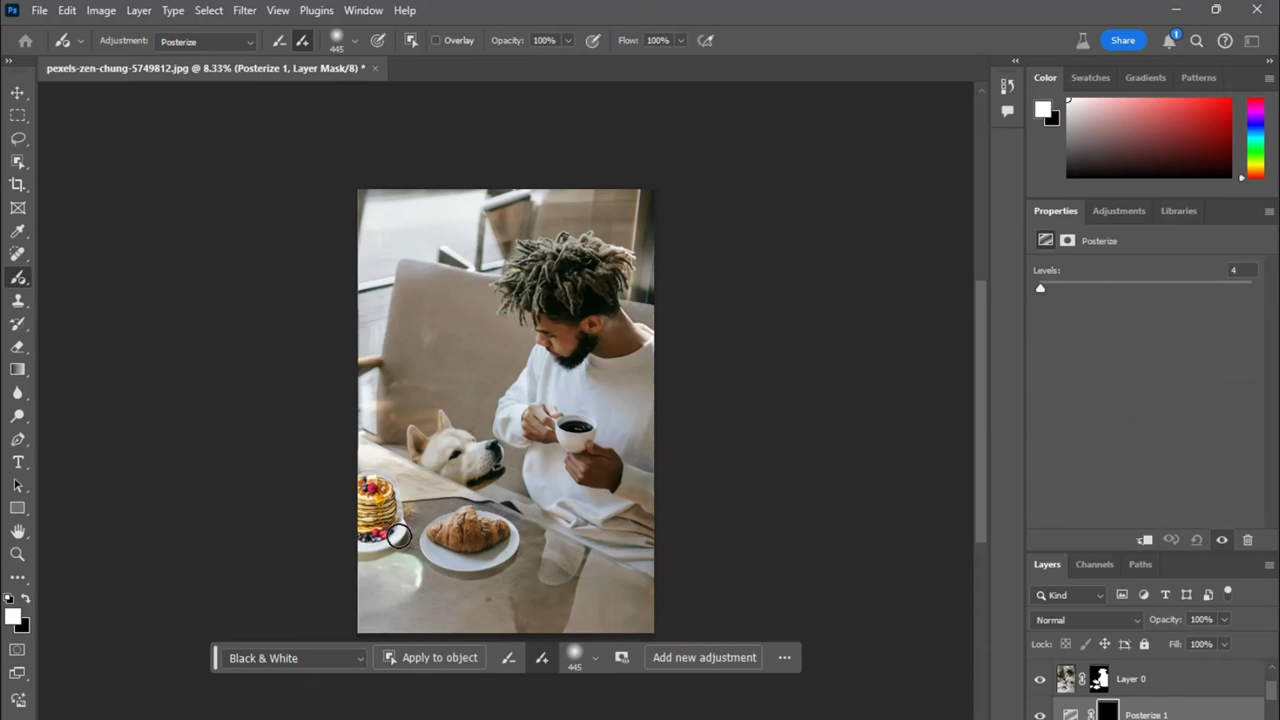 Ps File Edit Image Layer Type Select Filter View Plugins Window Help
Adjustment: Posterize 445 Overlay Opacity: 100% Flow: 100% Share 1
pexels-zen-chung-5749812.jpg @ 8.33% (Posterize 1, Layer Mask/8) * ×
Color Swatches Gradients Patterns
Properties Adjustments Libraries
Posterize
Levels: 4
Layers Channels Paths
Kind
Normal Opacity: 100%
Lock: Fill: 100%
Black & White Apply to object 445 Add new adjustment
Layer 0
Posterize 1